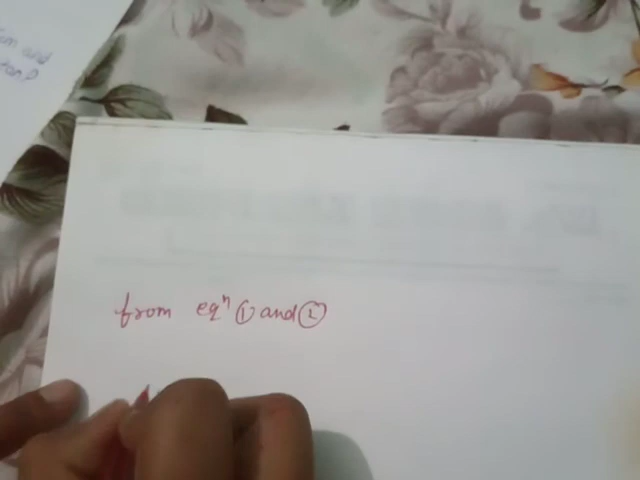 from eqⁿ ① and ②